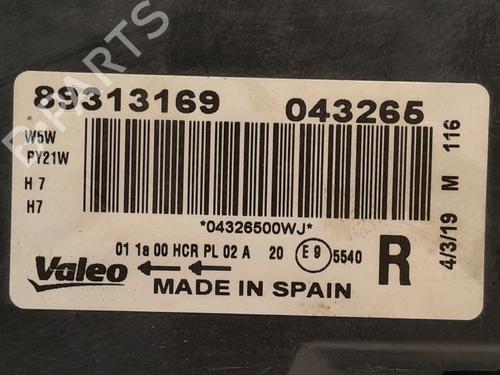 89313169 043265
W5W
PY21W
H 7
H7
*04326500WJ*
01 1a 00 HCR PL 02 A 20 E 9 5540
Valeo R
MADE IN SPAIN
4/3/19 M 116